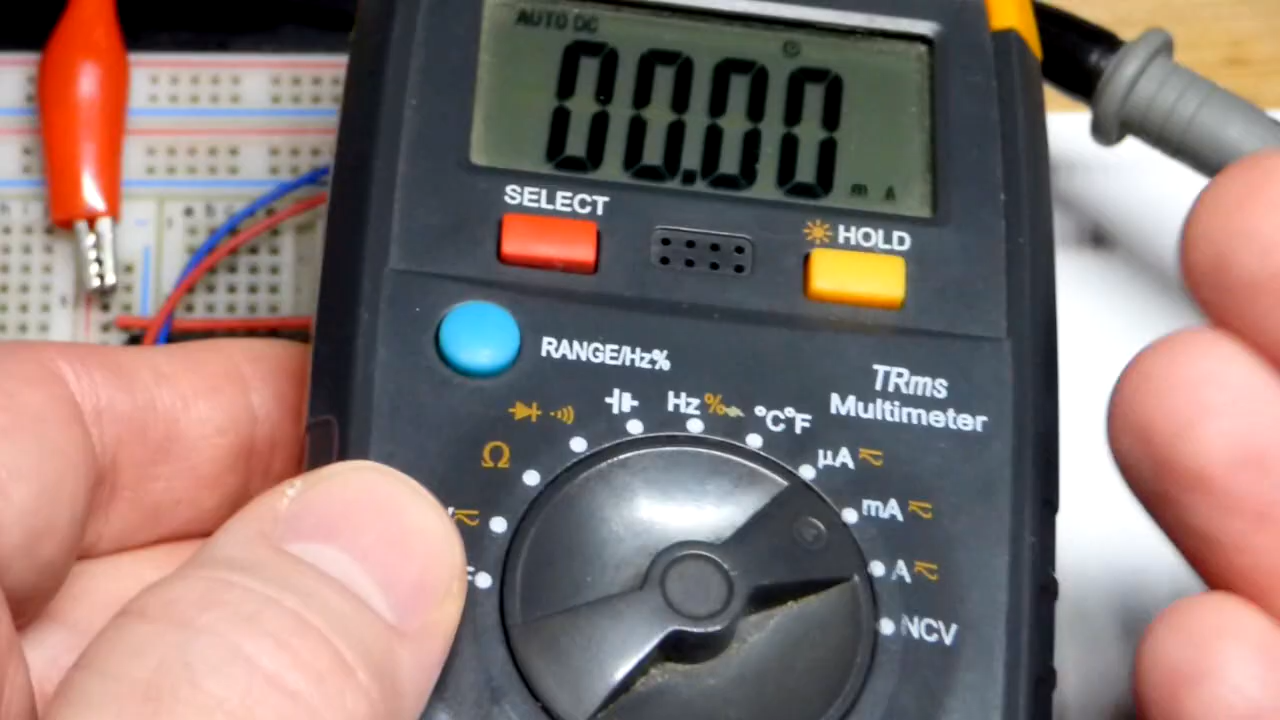 AUTO DC
00.00 mA
SELECT
HOLD
RANGE/Hz%
TRms
Multimeter
Hz %
°C°F
Ω
µA
mA
A
NCV